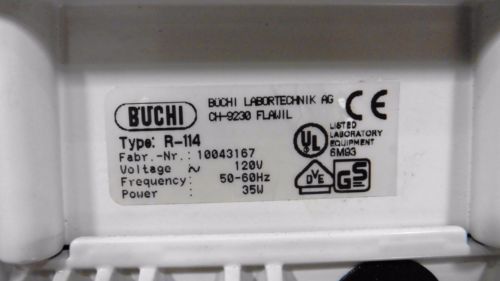 BÜCHI
BÜCHI LABORTECHNIK AG
CH-9230 FLAWIL
CE
Type: R-114
Fabr.-Nr.: 10043167
Voltage ~ 120V
Frequency: 50-60Hz
Power : 35W
UL
LISTED
LABORATORY
EQUIPMENT
6M93
DVE
GS